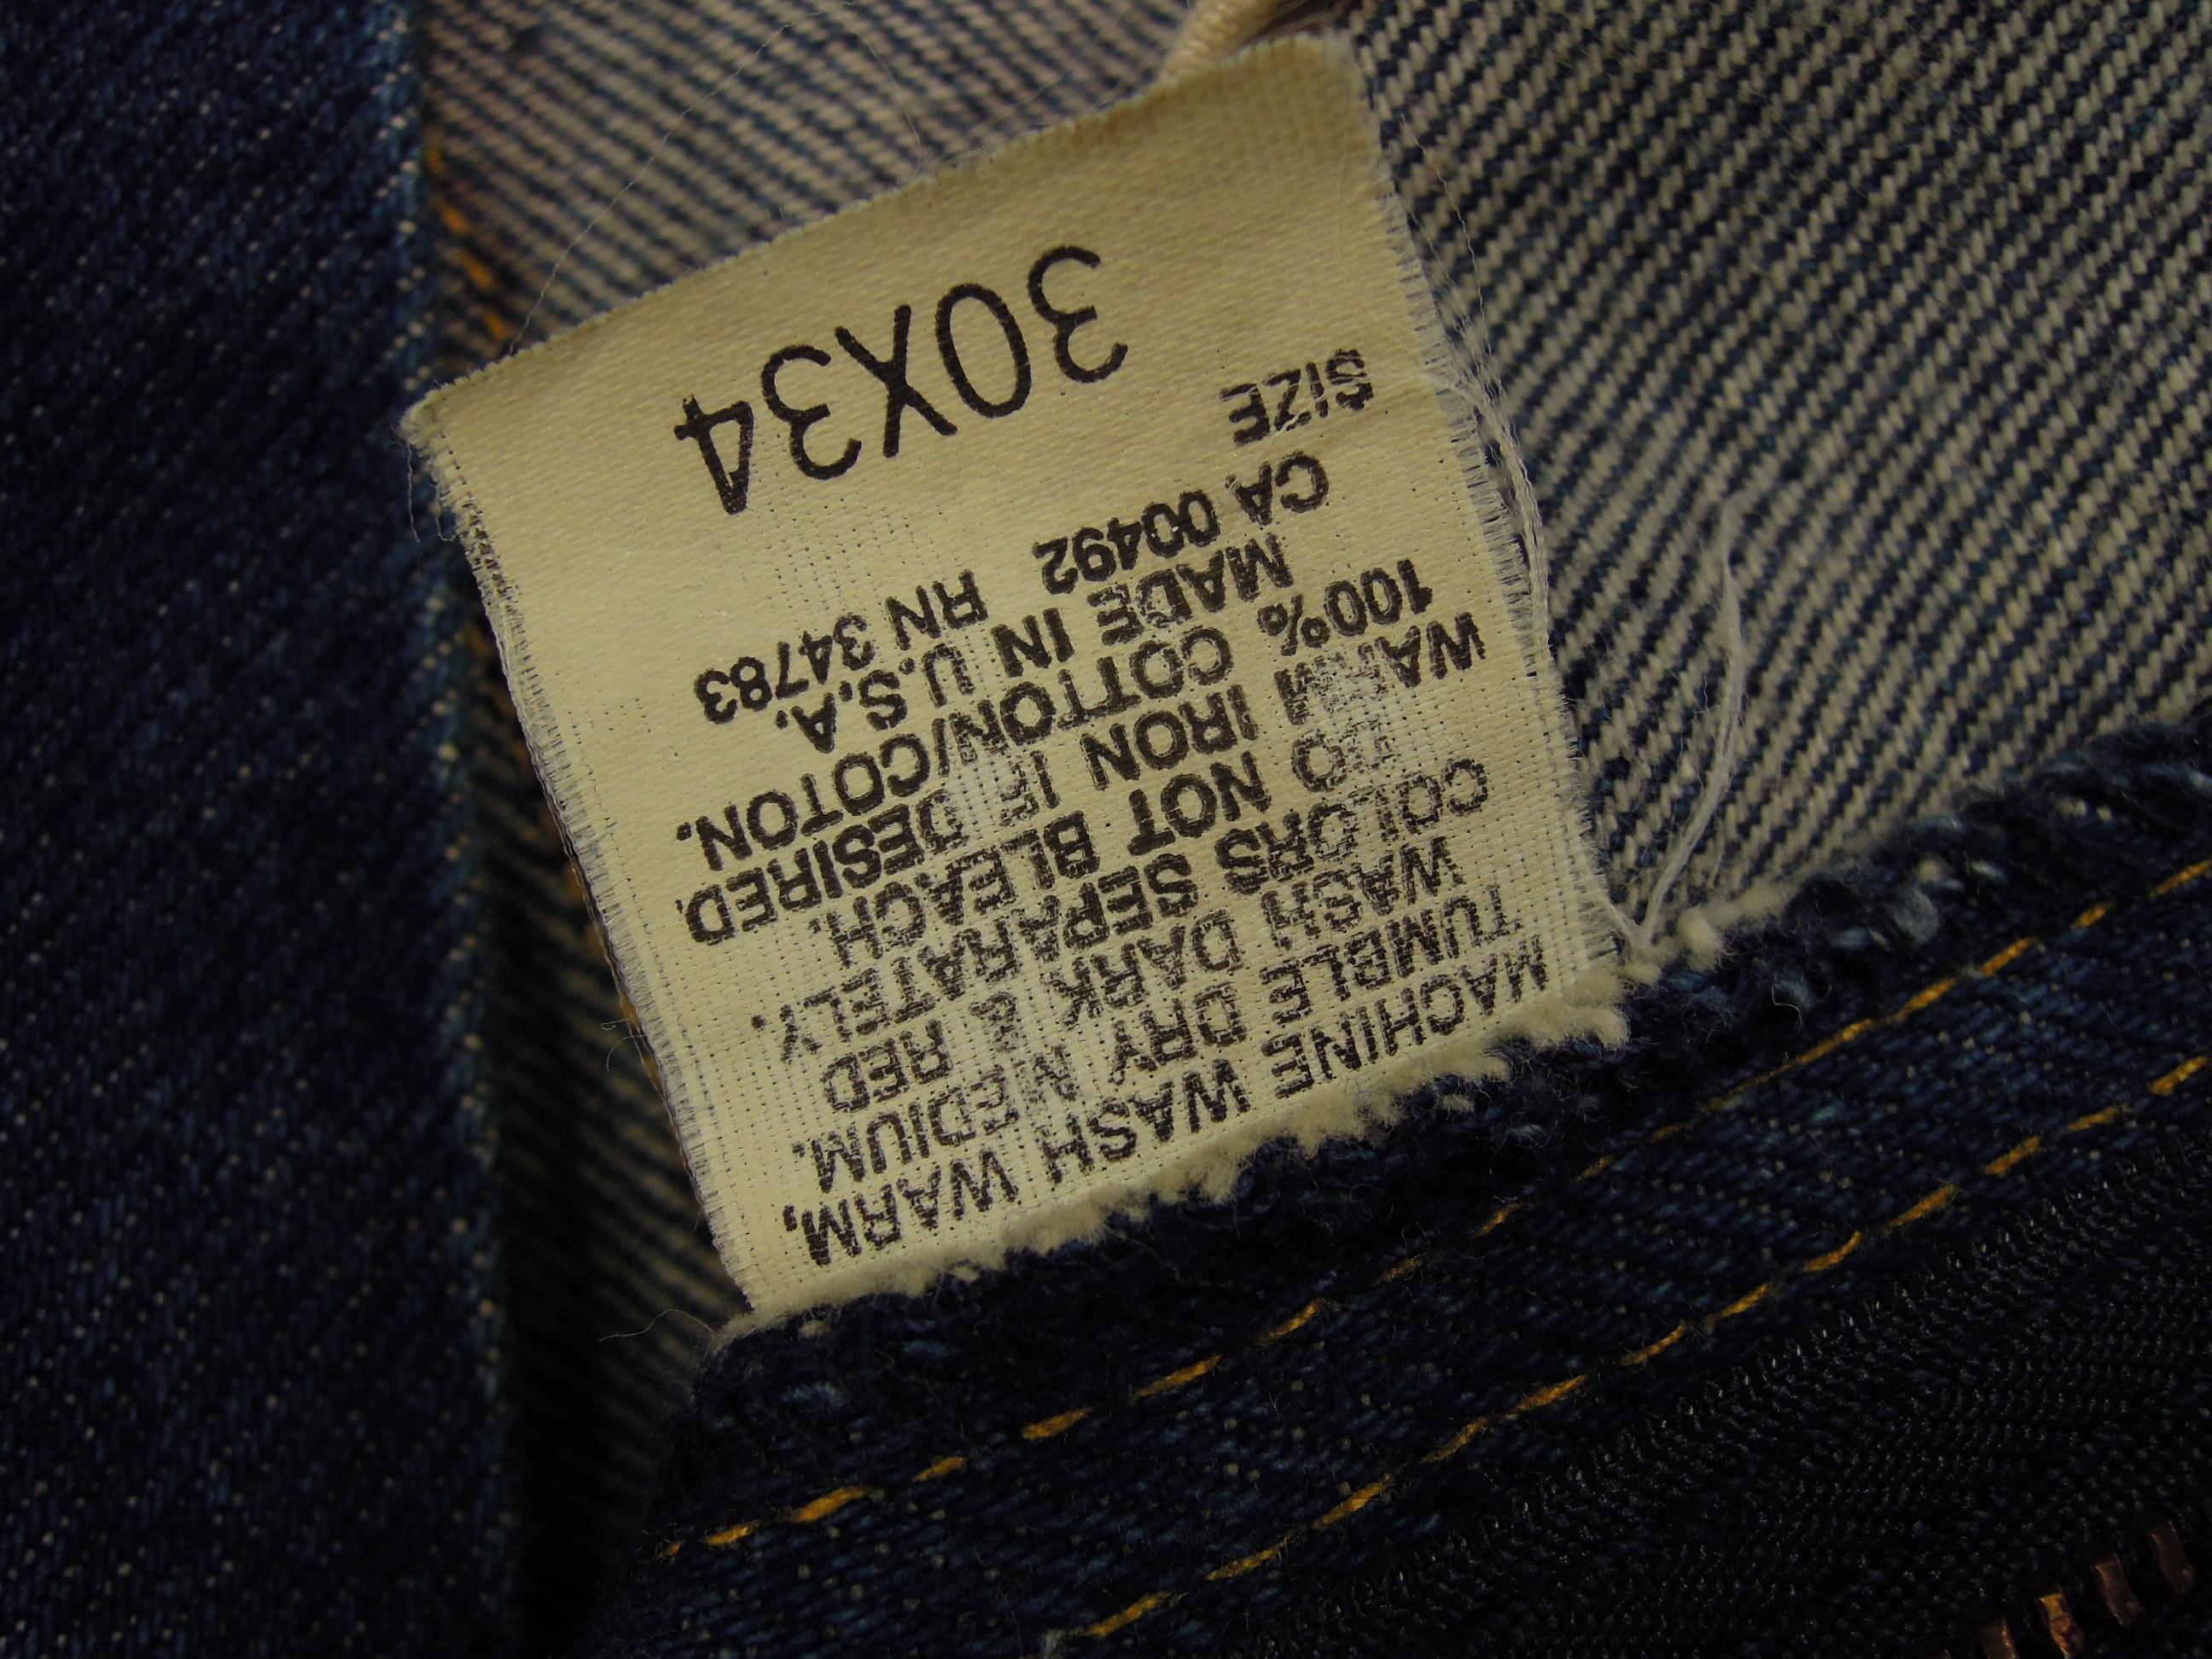 MACHINE WASH WARM,
TUMBLE DRY MEDIUM.
WASH DARK & RED
COLORS SEPARATELY.
DO NOT BLEACH.
WARM IRON IF DESIRED.
100% COTTON/COTON.
MADE IN U.S.A.
CA 00492 RN 34783
SIZE
30X34